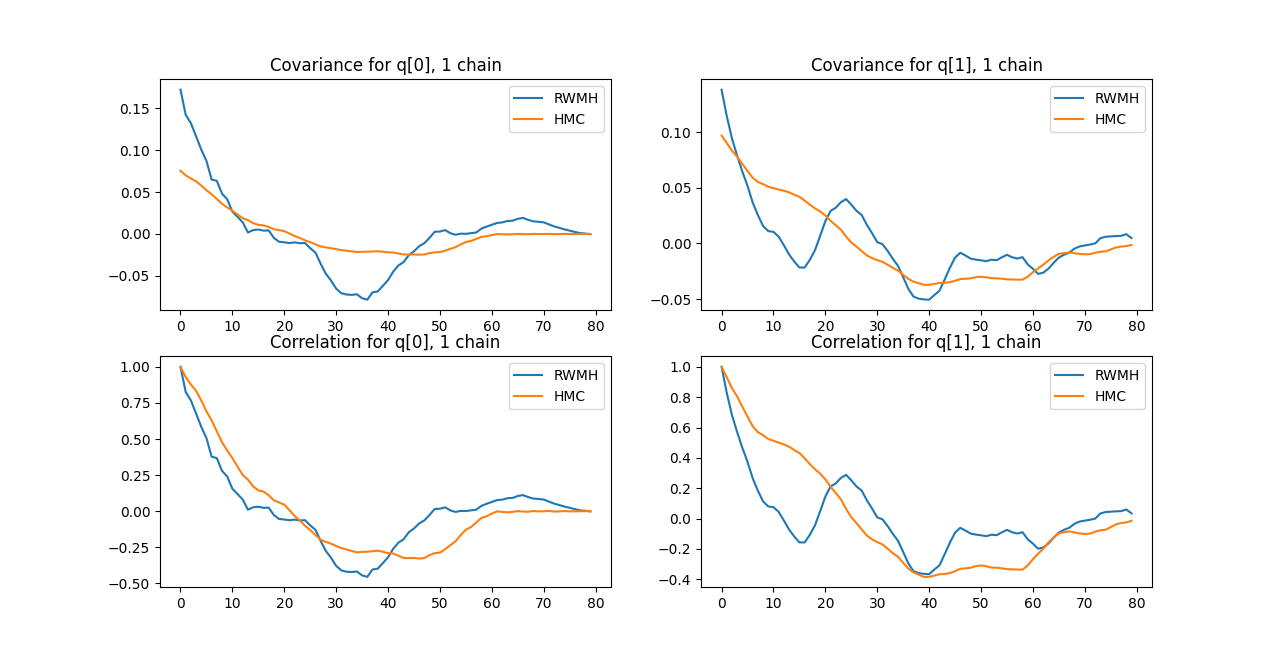 Covariance for q[0], 1 chain
0.15
0.10
0.05
0.00
−0.05
RWMH
HMC
0 10 20 30 40 50 60 70 80
Covariance for q[1], 1 chain
0.10
0.05
0.00
−0.05
RWMH
HMC
0 10 20 30 40 50 60 70 80
Correlation for q[0], 1 chain
1.00
0.75
0.50
0.25
0.00
−0.25
−0.50
RWMH
HMC
0 10 20 30 40 50 60 70 80
Correlation for q[1], 1 chain
1.0
0.8
0.6
0.4
0.2
0.0
−0.2
−0.4
RWMH
HMC
0 10 20 30 40 50 60 70 80